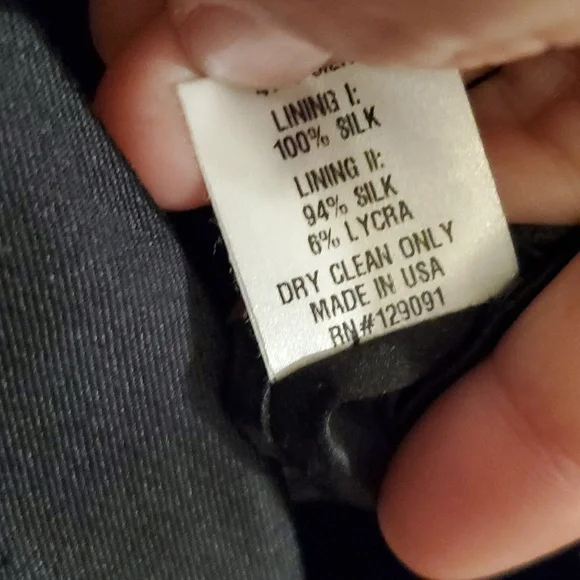 LINING I:
100% SILK
LINING II:
94% SILK
6% LYCRA
DRY CLEAN ONLY
MADE IN USA
RN#129091